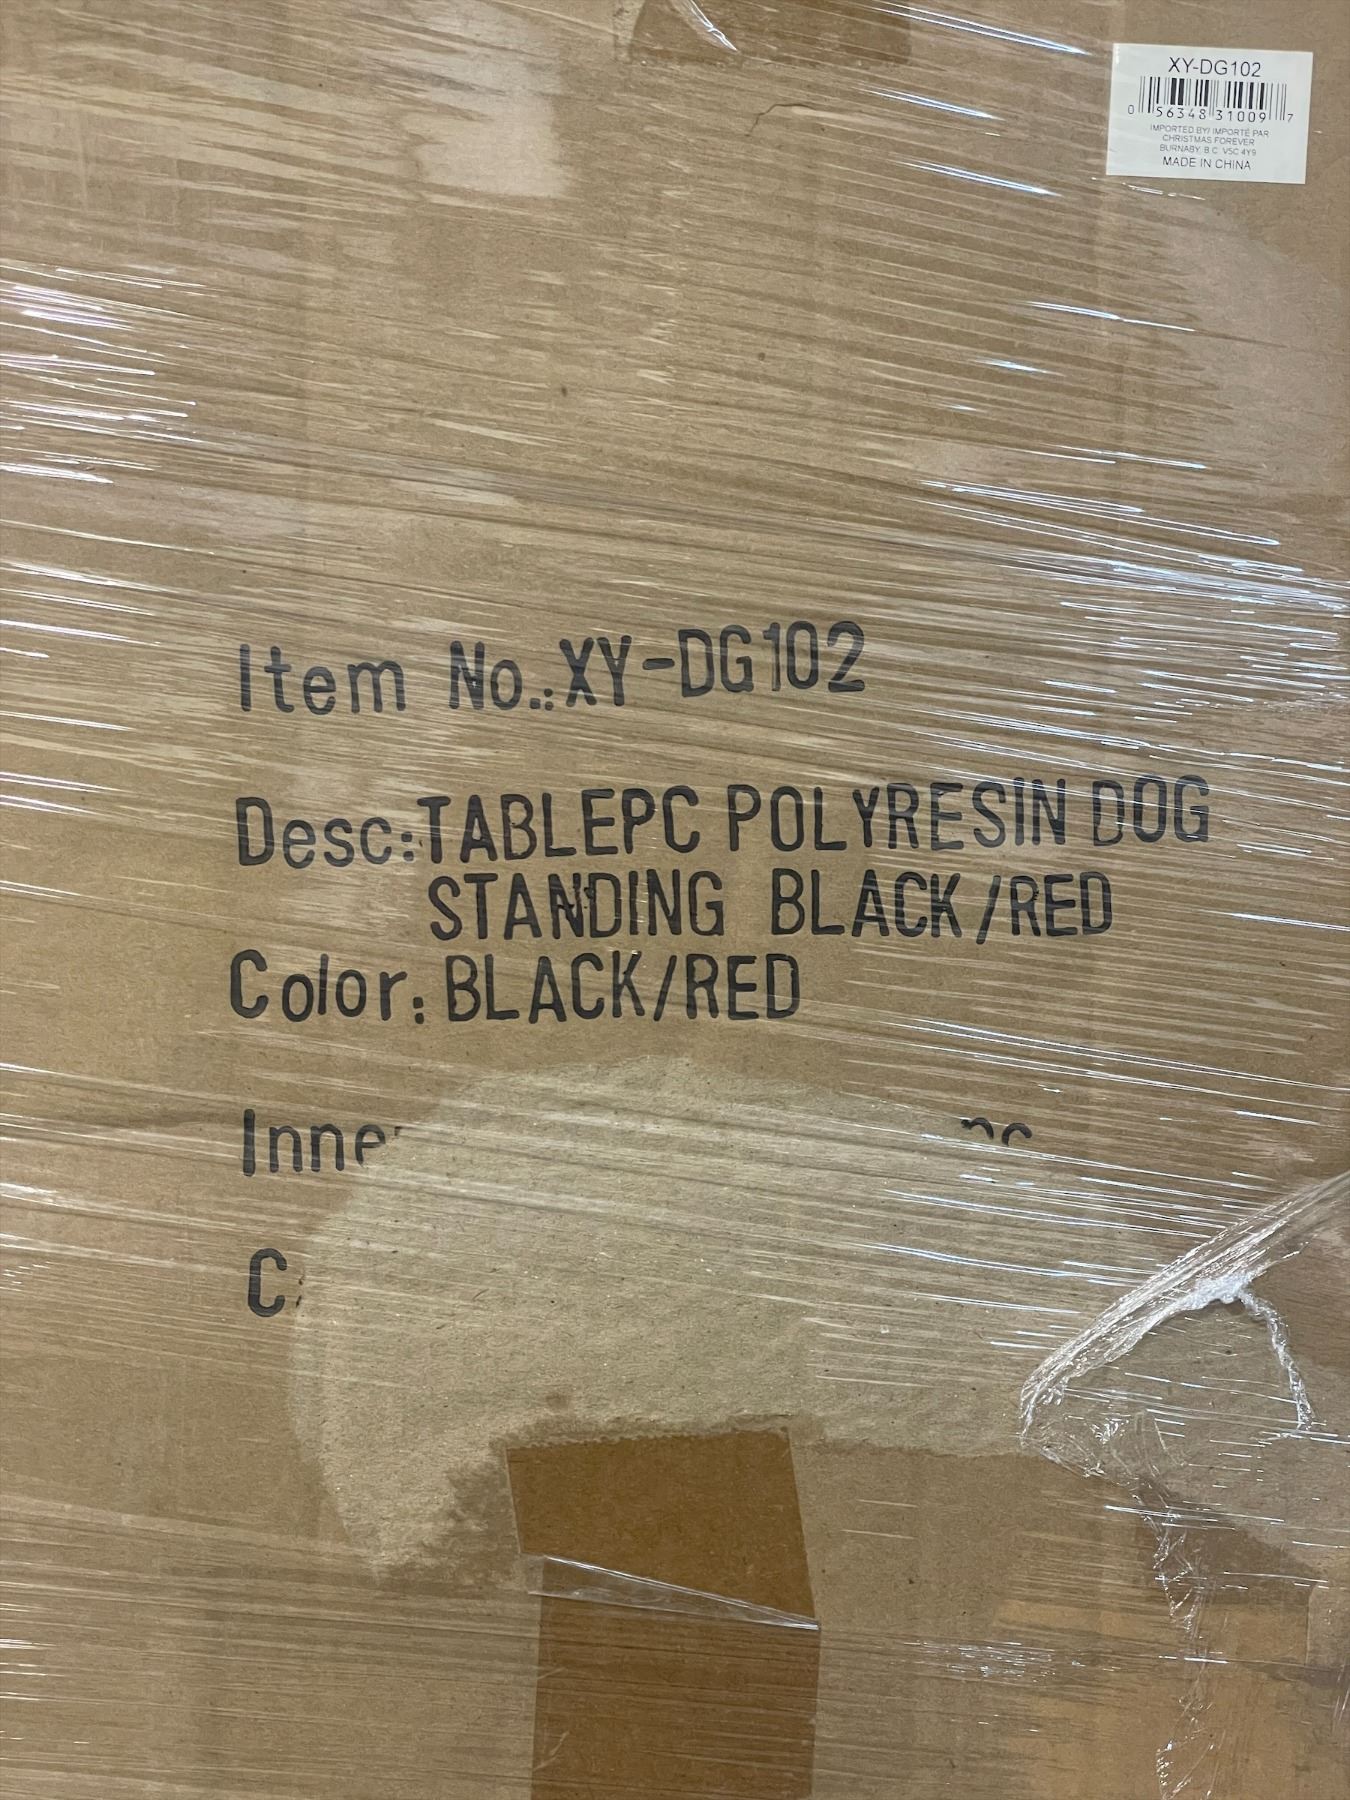 XY-DG102
0 56348 31009 7
IMPORTED BY/ IMPORTÉ PAR
CHRISTMAS FOREVER
BURNABY, B.C. V5C 4Y9
MADE IN CHINA
Item No.:XY-DG102
Desc:TABLEPC POLYRESIN DOG
STANDING BLACK/RED
Color: BLACK/RED